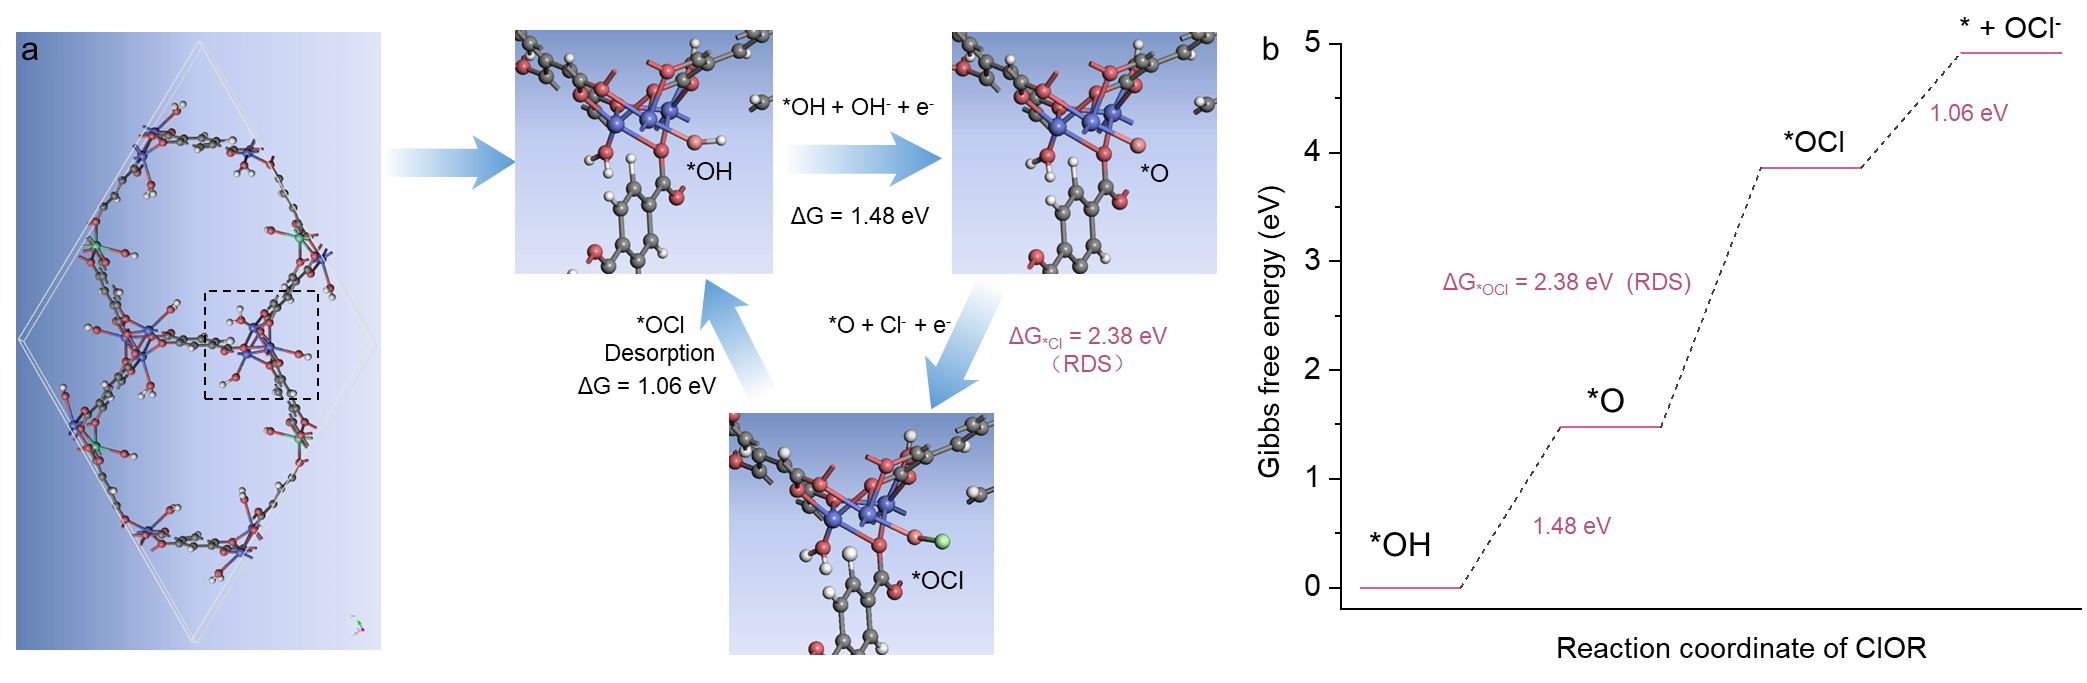 a
*OH
*OH + OH- + e-
ΔG = 1.48 eV
*O
*O + Cl- + e-
ΔG*Cl = 2.38 eV
（RDS）
*OCl
Desorption
ΔG = 1.06 eV
*OCl
b
Gibbs free energy (eV)
5
4
3
2
1
0
*OH
1.48 eV
*O
ΔG*OCl = 2.38 eV (RDS)
*OCl
1.06 eV
* + OCl-
Reaction coordinate of ClOR